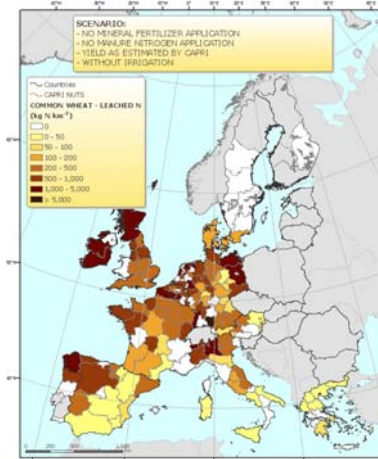 SCENARIO:
- NO MINERAL FERTILIZER APPLICATION
- NO MANURE NITROGEN APPLICATION
- YIELD AS ESTIMATED BY CAPRI
- WITHOUT IRRIGATION
Countries
CAPRI NUTS
COMMON WHEAT - LEACHED N
(kg N km⁻²)
0
0 - 50
50 - 100
100 - 200
200 - 500
500 - 1,000
1,000 - 5,000
> 5,000